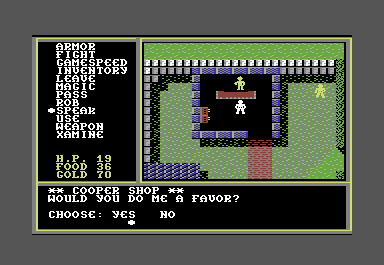 ARMOR
FIGHT
GAMESPEED
INVENTORY
LEAVE
MAGIC
PASS
ROB
SPEAK
USE
WEAPON
XAMINE
H.P. 19
FOOD 36
GOLD 70
** COOPER SHOP **
WOULD YOU DO ME A FAVOR?
CHOOSE: YES NO